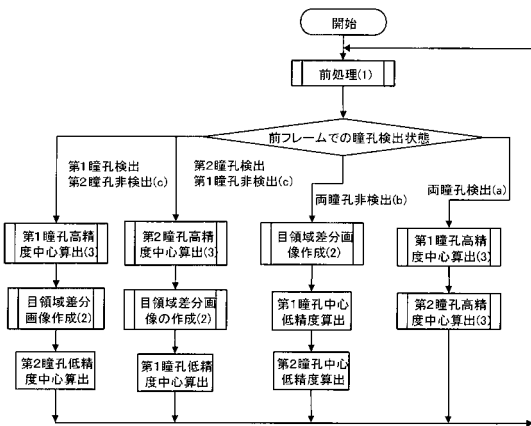 開始
前処理(1)
前フレームでの瞳孔検出状態
第1瞳孔検出
第2瞳孔非検出(c)
第2瞳孔検出
第1瞳孔非検出(c)
両瞳孔非検出(b)
両瞳孔検出(a)
第1瞳孔高精
度中心算出(3)
目領域差分
画像作成(2)
第2瞳孔低精
度中心算出
第2瞳孔高精
度中心算出(3)
目領域差分画
像の作成(2)
第1瞳孔低精
度中心算出
目領域差分画
像作成(2)
第1瞳孔中心
低精度算出
第2瞳孔中心
低精度算出
第1瞳孔高精
度中心算出(3)
第2瞳孔高精
度中心算出(3)